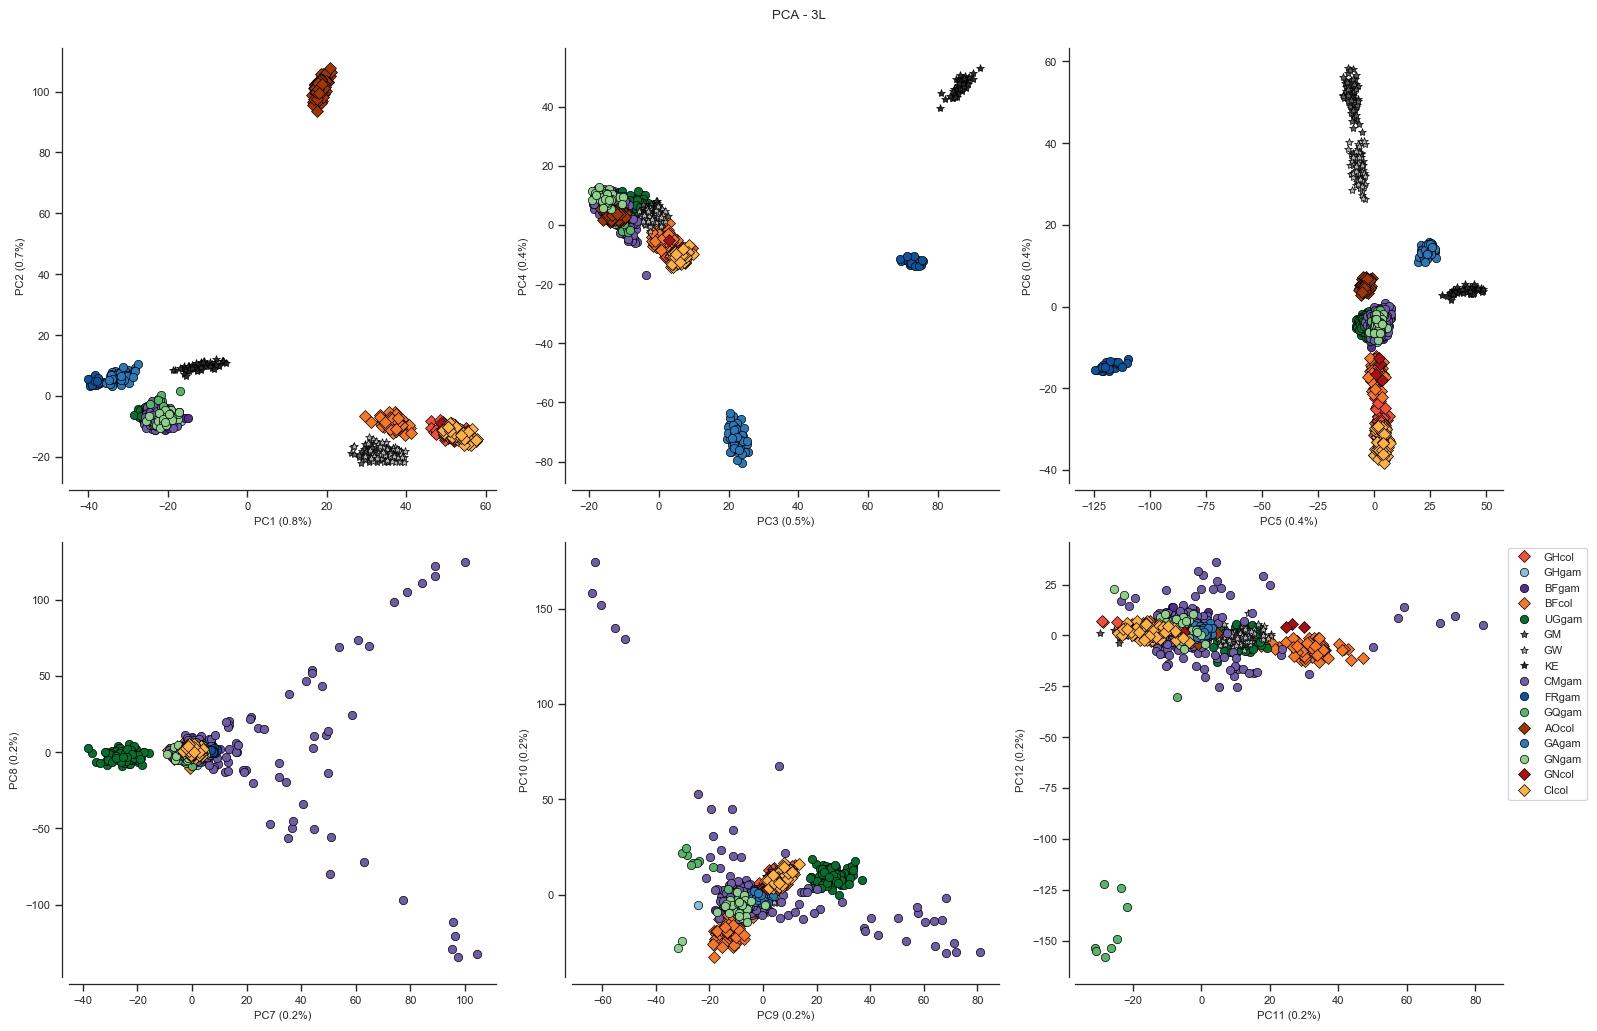 PCA - 3L
100
80
60
40
20
0
−20
PC2 (0.7%)
−40
−20
0
20
40
60
PC1 (0.8%)
40
20
0
−20
−40
−60
−80
PC4 (0.4%)
−20
0
20
40
60
80
PC3 (0.5%)
60
40
20
0
−20
−40
PC6 (0.4%)
−125
−100
−75
−50
−25
0
25
50
PC5 (0.4%)
100
50
0
−50
−100
PC8 (0.2%)
−40
−20
0
20
40
60
80
100
PC7 (0.2%)
150
100
50
0
PC10 (0.2%)
−60
−40
−20
0
20
40
60
80
PC9 (0.2%)
25
0
−25
−50
−75
−100
−125
−150
PC12 (0.2%)
−20
0
20
40
60
80
PC11 (0.2%)
GHcol
GHgam
BFgam
BFcol
UGgam
GM
GW
KE
CMgam
FRgam
GQgam
AOcol
GAgam
GNgam
GNcol
CIcol